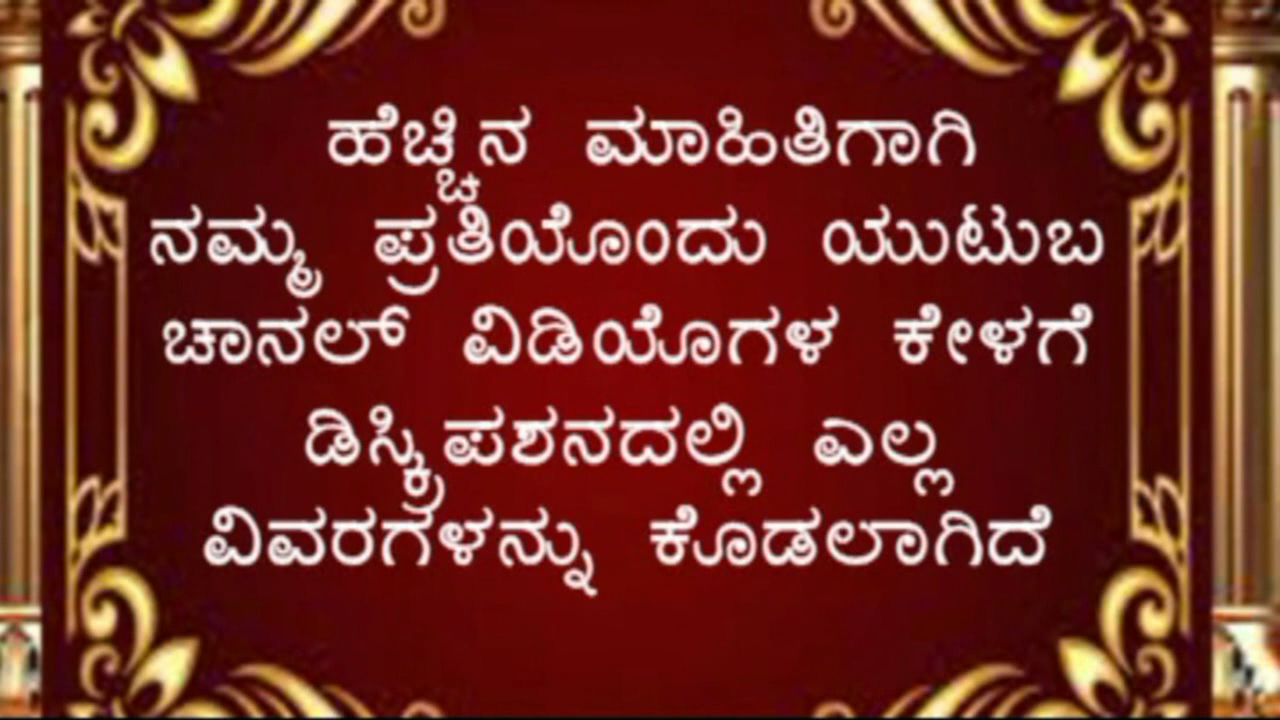 ಹೆಚ್ಚಿನ ಮಾಹಿತಿಗಾಗಿ
ನಮ್ಮ ಪ್ರತಿಯೊಂದು ಯುಟುಬ
ಚಾನಲ್ ವಿಡಿಯೊಗಳ ಕೇಳಗೆ
ಡಿಸ್ಕ್ರಿಪಶನದಲ್ಲಿ ಎಲ್ಲ
ವಿವರಗಳನ್ನು ಕೊಡಲಾಗಿದೆ